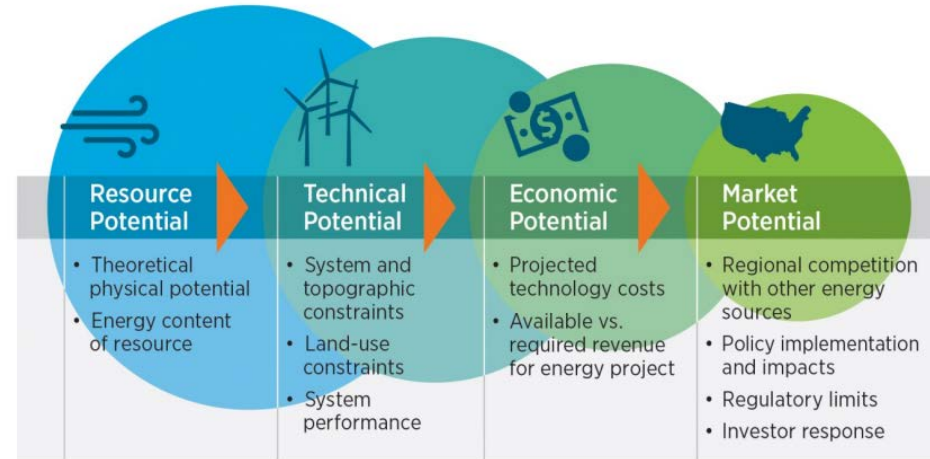 Resource
Potential
• Theoretical
physical potential
• Energy content
of resource
Technical
Potential
• System and
topographic
constraints
• Land-use
constraints
• System
performance
$
Economic
Potential
• Projected
technology costs
• Available vs.
required revenue
for energy project
Market
Potential
• Regional competition
with other energy
sources
• Policy implementation
and impacts
• Regulatory limits
• Investor response